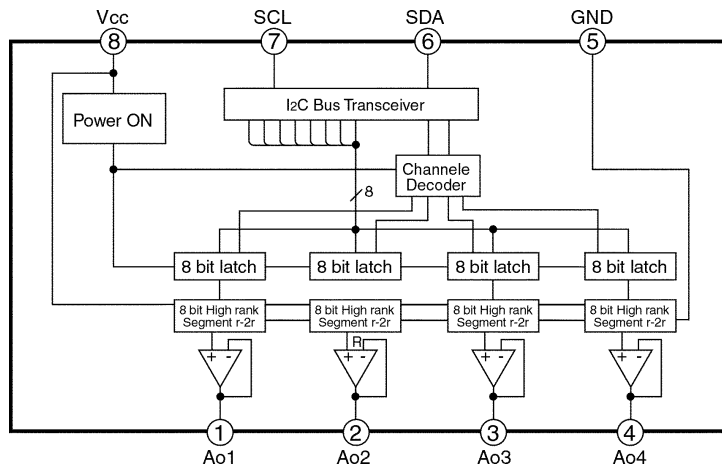 Vcc SCL SDA GND
8 7 6 5
I2C Bus Transceiver
Power ON
Channele
Decoder
8
8 bit latch 8 bit latch 8 bit latch 8 bit latch
8 bit High rank 8 bit High rank 8 bit High rank 8 bit High rank
Segment r-2r Segment r-2r Segment r-2r Segment r-2r
R
+ - + - + - + -
1 2 3 4
Ao1 Ao2 Ao3 Ao4